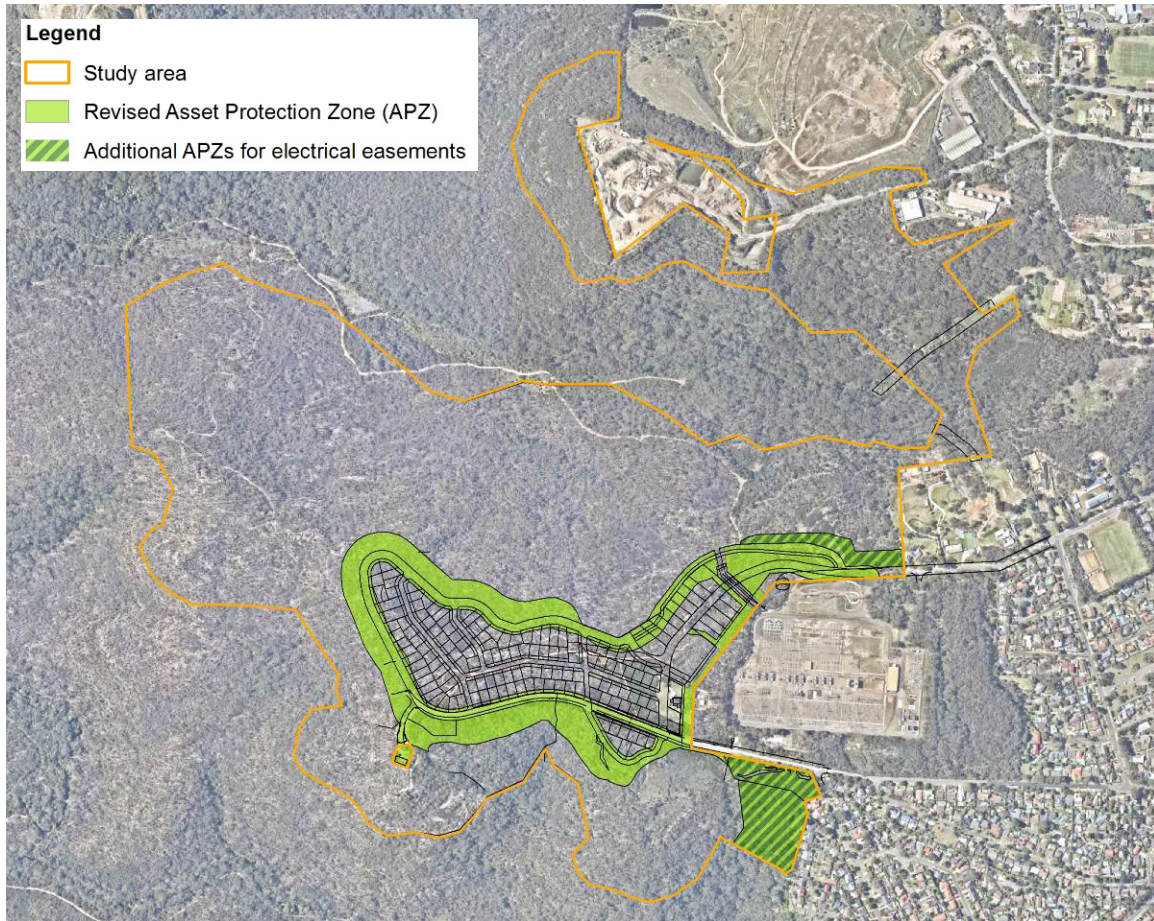 Legend
Study area
Revised Asset Protection Zone (APZ)
Additional APZs for electrical easements